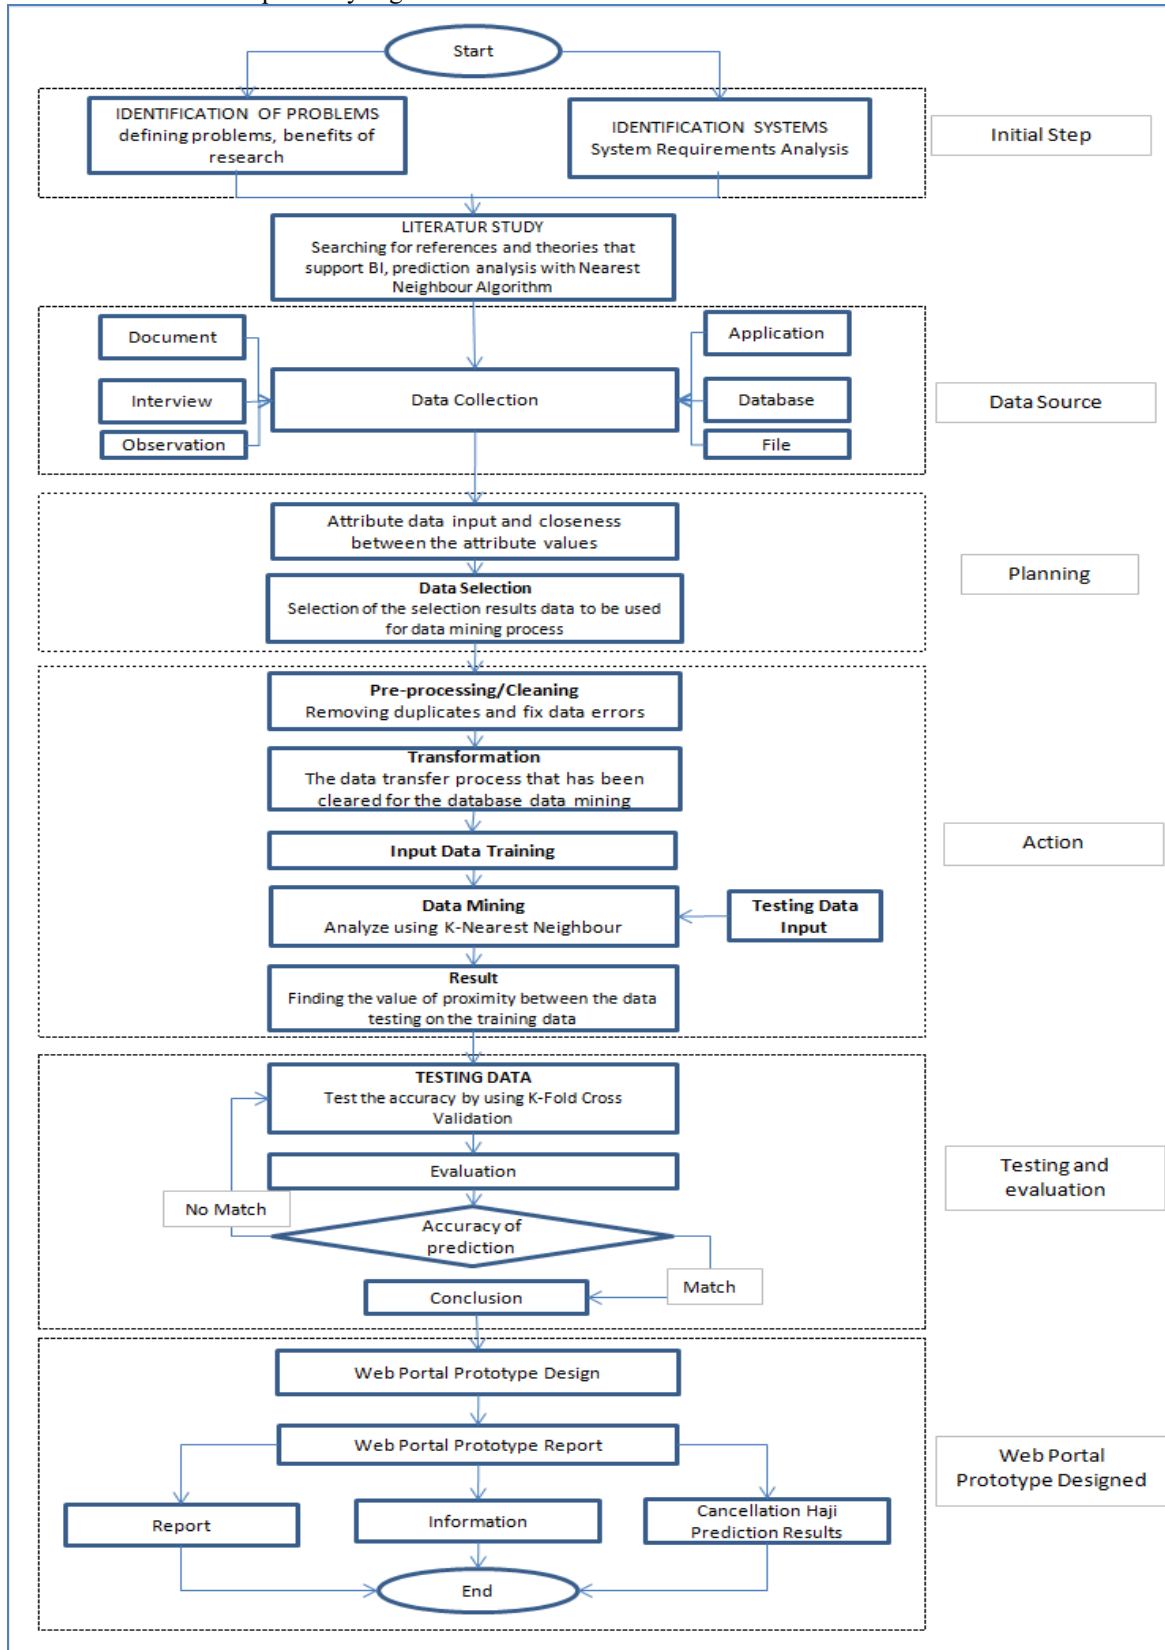 Start
IDENTIFICATION OF PROBLEMS
defining problems, benefits of
research
IDENTIFICATION SYSTEMS
System Requirements Analysis
Initial Step
LITERATUR STUDY
Searching for references and theories that
support BI, prediction analysis with Nearest
Neighbour Algorithm
Document
Interview
Observation
Data Collection
Application
Database
File
Data Source
Attribute data input and closeness
between the attribute values
Data Selection
Selection of the selection results data to be used
for data mining process
Planning
Pre-processing/Cleaning
Removing duplicates and fix data errors
Transformation
The data transfer process that has been
cleared for the database data mining
Input Data Training
Data Mining
Analyze using K-Nearest Neighbour
Testing Data
Input
Result
Finding the value of proximity between the data
testing on the training data
Action
TESTING DATA
Test the accuracy by using K-Fold Cross
Validation
Evaluation
No Match
Accuracy of
prediction
Match
Conclusion
Testing and
evaluation
Web Portal Prototype Design
Web Portal Prototype Report
Report
Information
Cancellation Haji
Prediction Results
End
Web Portal
Prototype Designed